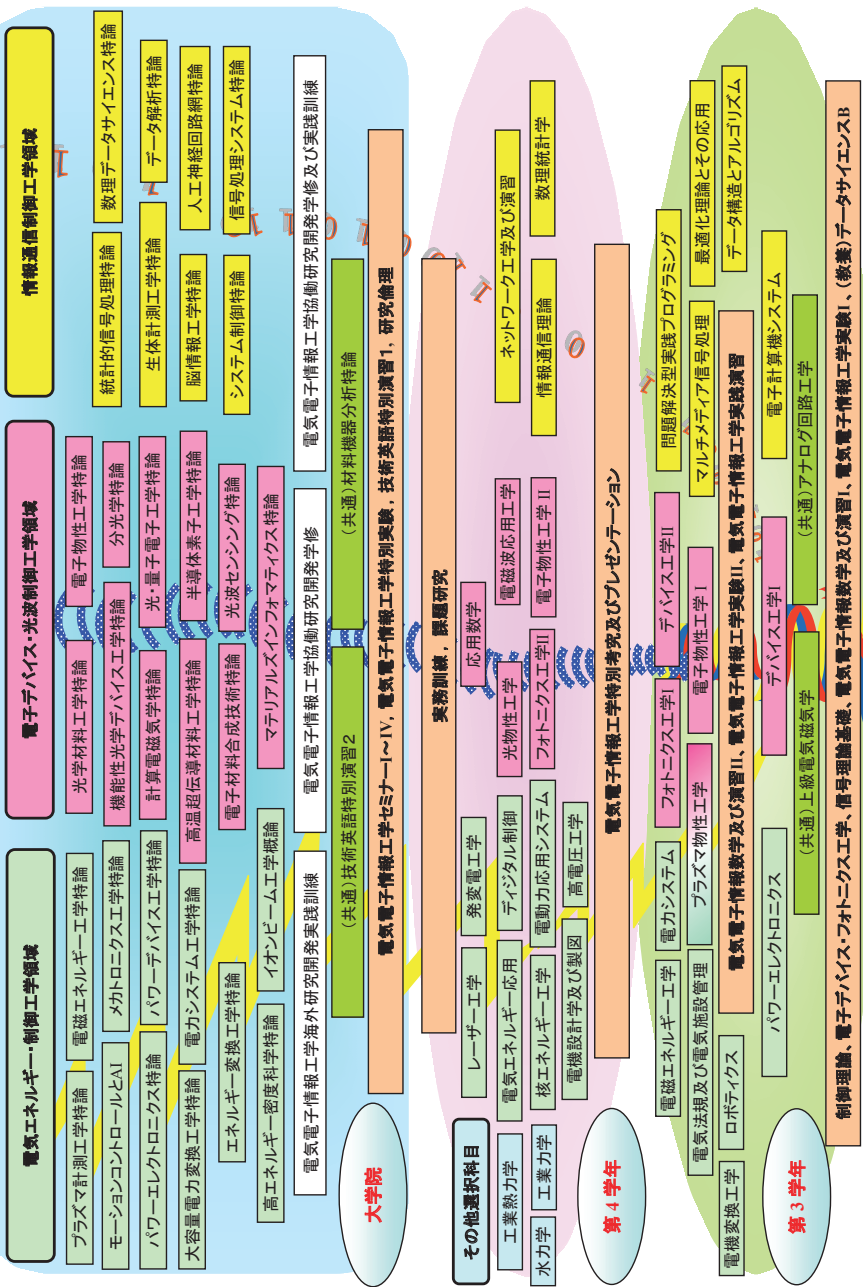 電気エネルギー・制御工学領域
電子デバイス・光波制御工学領域
情報通信制御工学領域
プラズマ計測工学特論
電磁エネルギー工学特論
光学材料工学特論
電子物性工学特論
統計的信号処理特論
数理データサイエンス特論
モーションコントロールとAI
メカトロニクス工学特論
機能性光学デバイス工学特論
分光学特論
生体計測工学特論
データ解析特論
パワーエレクトロニクス特論
パワーデバイス工学特論
計算電磁気学特論
光・量子電子工学特論
脳情報工学特論
人工神経回路網特論
大容量電力変換工学特論
電力システム工学特論
高温超伝導材料工学特論
半導体素子工学特論
システム制御特論
信号処理システム特論
エネルギー変換工学特論
電子材料合成技術特論
光波センシング特論
高エネルギー密度科学特論
イオンビーム工学概論
マテリアルズインフォマティクス特論
電気電子情報工学海外研究開発実践訓練
電気電子情報工学協働研究開発学修
電気電子情報工学協働研究開発学修及び実践訓練
(共通)技術英語特別演習2
(共通)材料機器分析特論
大学院
電気電子情報工学セミナーI～IV, 電気電子情報工学特別実験, 技術英語特別演習1, 研究倫理
実務訓練, 課題研究
その他選択科目
レーザー工学
発変電工学
応用数学
工業熱力学
電気エネルギー応用
ディジタル制御
光物性工学
電磁波応用工学
ネットワーク工学及び演習
水力学
工業力学
核エネルギー工学
電動力応用システム
フォトニクス工学II
電子物性工学II
情報通信理論
数理統計学
電機設計学及び製図
高電圧工学
第4学年
電気電子情報工学特別考究及びプレゼンテーション
電磁エネルギー工学
電力システム
フォトニクス工学I
デバイス工学II
問題解決型実践プログラミング
電気法規及び電気施設管理
プラズマ物性工学
電子物性工学I
マルチメディア信号処理
最適化理論とその応用
電機変換工学
ロボティクス
電気電子情報数学及び演習II、電気電子情報工学実験II、電気電子情報工学実践演習
データ構造とアルゴリズム
パワーエレクトロニクス
デバイス工学I
電子計算機システム
(共通)上級電気磁気学
(共通)アナログ回路工学
第3学年
制御理論、電子デバイス・フォトニクス工学、信号理論基礎、電気電子情報数学及び演習I、電気電子情報工学実験I、(教養)データサイエンスB